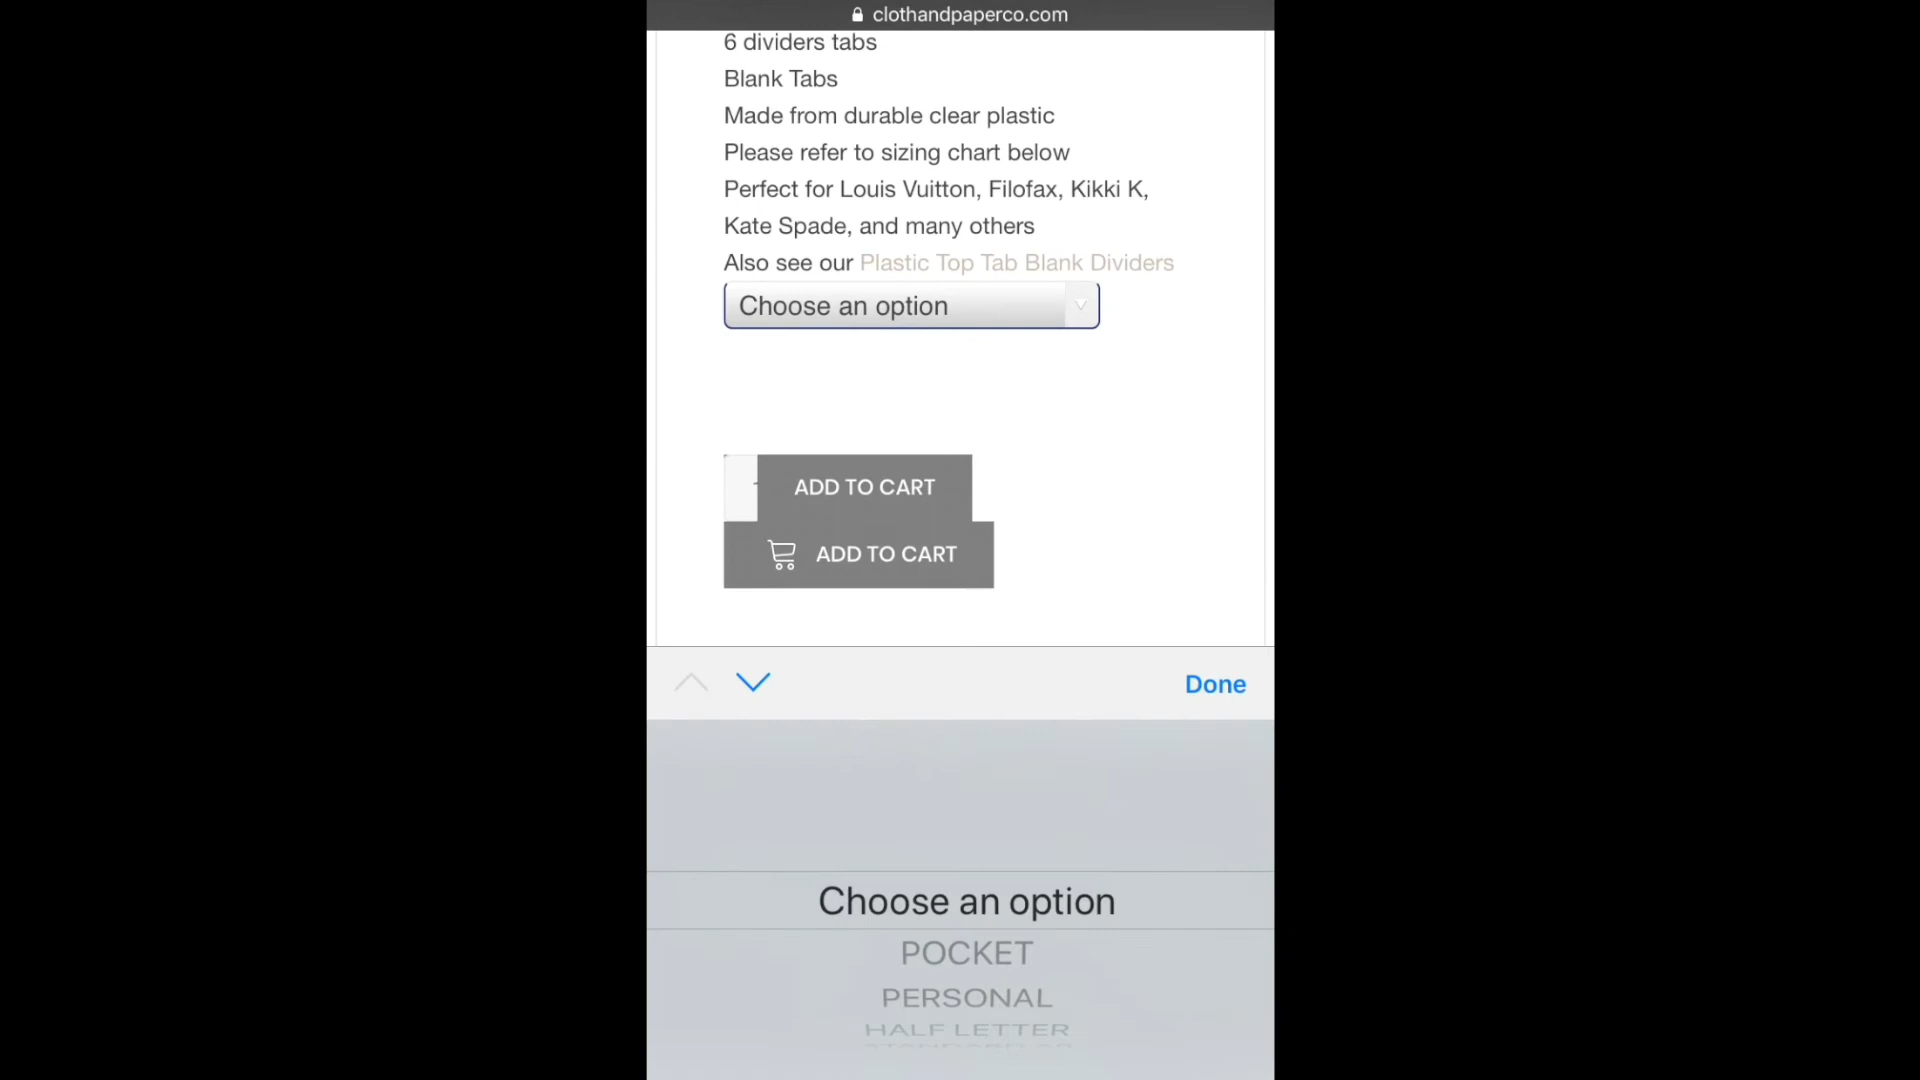 clothandpaperco.com
6 dividers tabs
Blank Tabs
Made from durable clear plastic
Please refer to sizing chart below
Perfect for Louis Vuitton, Filofax, Kikki K,
Kate Spade, and many others
Also see our Plastic Top Tab Blank Dividers
Choose an option
ADD TO CART
ADD TO CART
Done
Choose an option
POCKET
PERSONAL
HALF LETTER